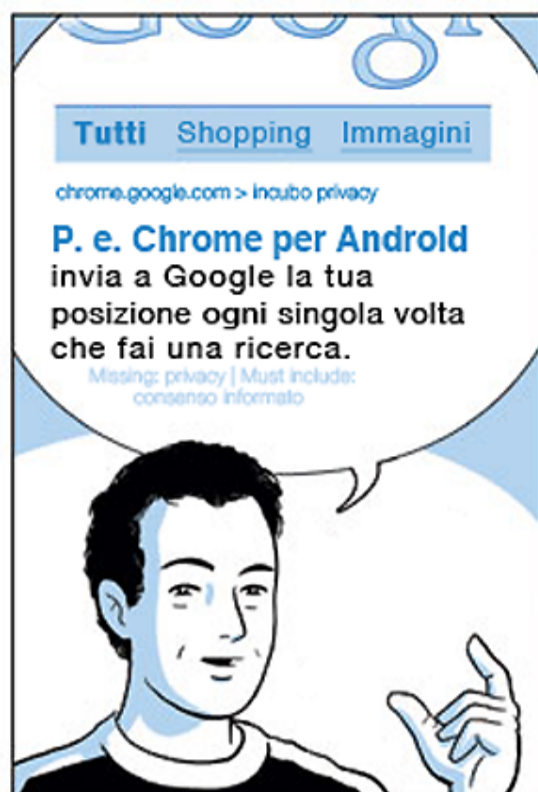 Googl
Tutti Shopping Immagini
chrome.google.com > incubo privacy
P. e. Chrome per Android
invia a Google la tua
posizione ogni singola volta
che fai una ricerca.
Missing: privacy | Must include:
consenso informato